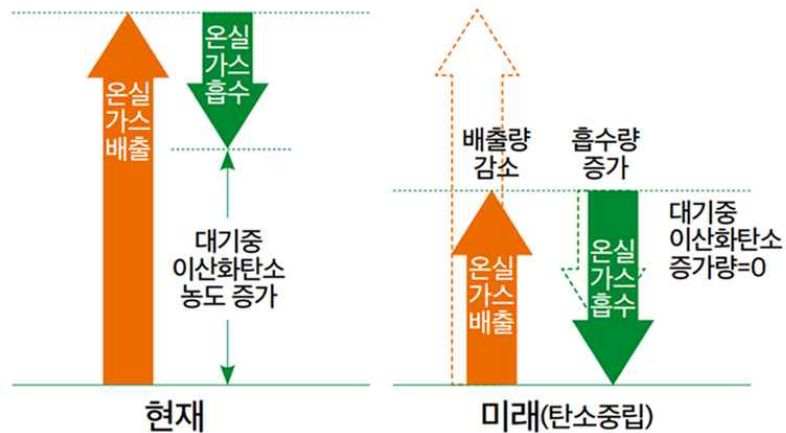 온실
가스
배출
온실
가스
흡수
대기중
이산화탄소
농도 증가
현재
배출량
감소
흡수량
증가
온실
가스
배출
온실
가스
흡수
대기중
이산화탄소
증가량=0
미래(탄소중립)